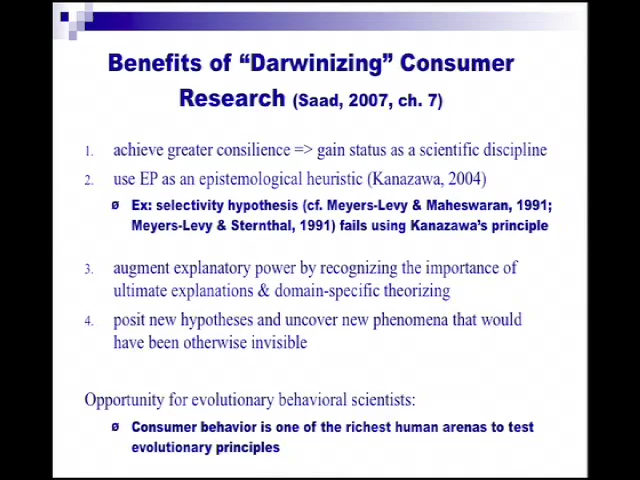 Benefits of “Darwinizing” Consumer
Research (Saad, 2007, ch. 7)
1. achieve greater consilience => gain status as a scientific discipline
2. use EP as an epistemological heuristic (Kanazawa, 2004)
Ø Ex: selectivity hypothesis (cf. Meyers-Levy & Maheswaran, 1991;
Meyers-Levy & Sternthal, 1991) fails using Kanazawa’s principle
3. augment explanatory power by recognizing the importance of
ultimate explanations & domain-specific theorizing
4. posit new hypotheses and uncover new phenomena that would
have been otherwise invisible
Opportunity for evolutionary behavioral scientists:
Ø Consumer behavior is one of the richest human arenas to test
evolutionary principles